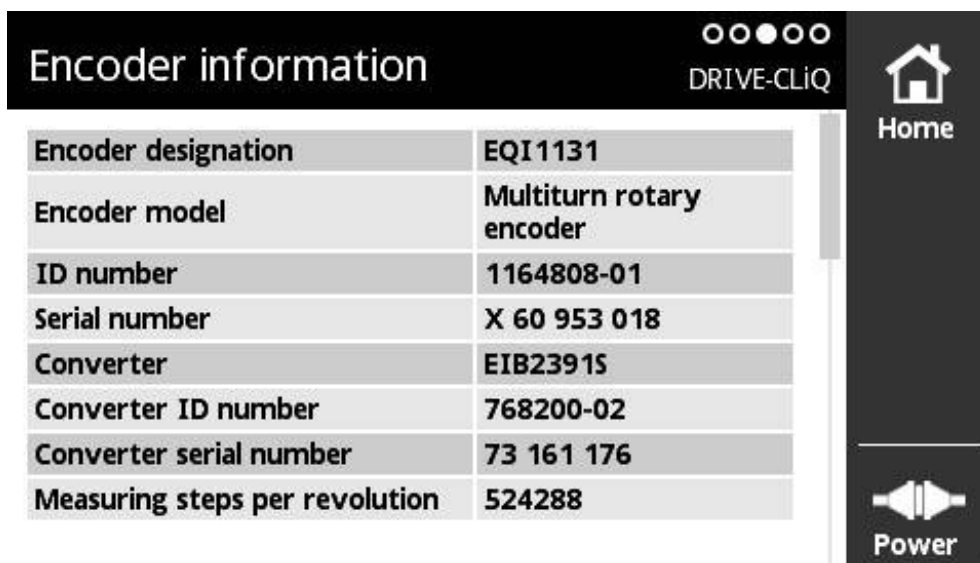 Encoder information
DRIVE-CLiQ
Home
Encoder designation EQI1131
Encoder model Multiturn rotary
encoder
ID number 1164808-01
Serial number X 60 953 018
Converter EIB2391S
Converter ID number 768200-02
Converter serial number 73 161 176
Measuring steps per revolution 524288
Power